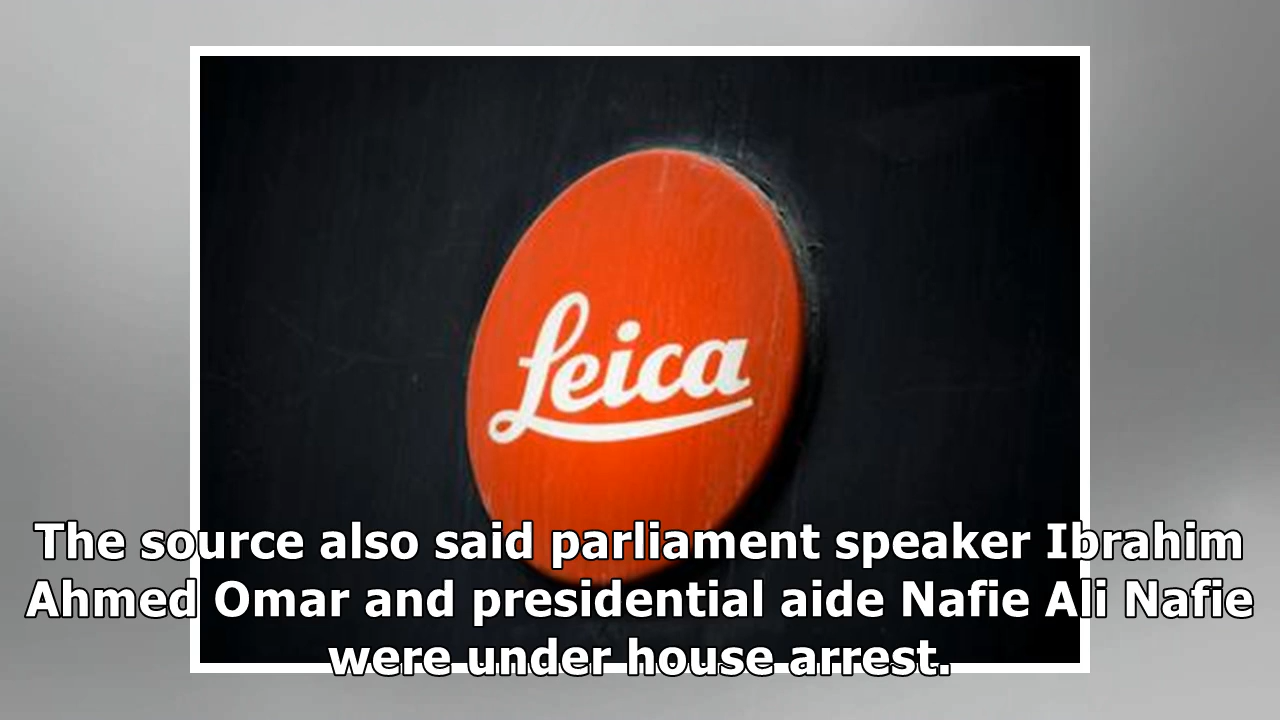 Leica
The source also said parliament speaker Ibrahim
Ahmed Omar and presidential aide Nafie Ali Nafie
were under house arrest.